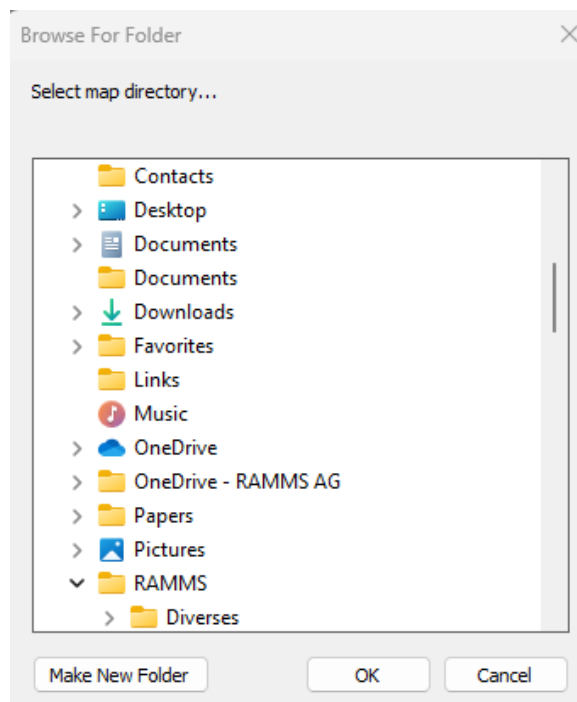 Browse For Folder
Select map directory...
Contacts
Desktop
Documents
Documents
Downloads
Favorites
Links
Music
OneDrive
OneDrive - RAMMS AG
Papers
Pictures
RAMMS
Diverses
Make New Folder OK Cancel